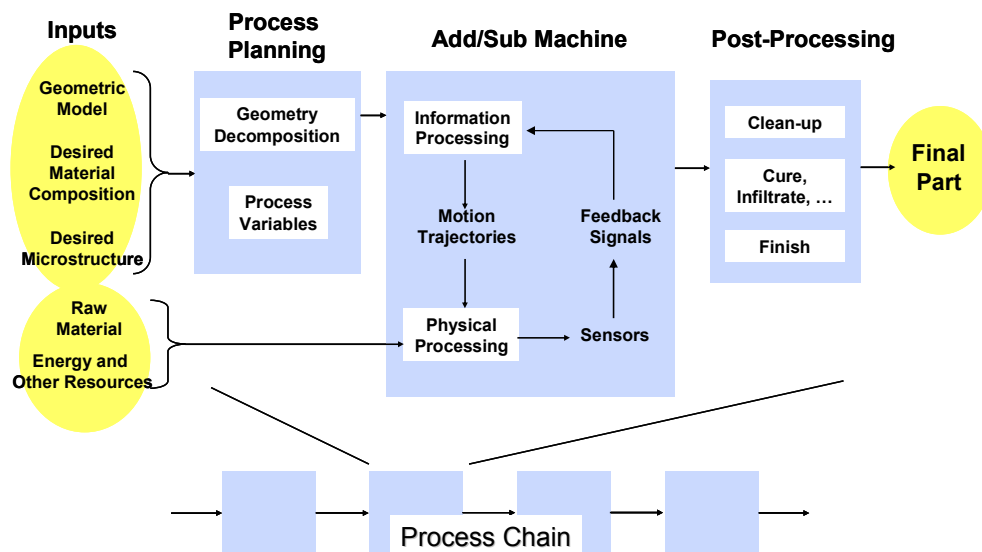 Inputs
Geometric
Model
Desired
Material
Composition
Desired
Microstructure
Raw
Material
Energy and
Other Resources
Process
Planning
Geometry
Decomposition
Process
Variables
Add/Sub Machine
Information
Processing
Motion
Trajectories
Feedback
Signals
Physical
Processing
Sensors
Post-Processing
Clean-up
Cure,
Infiltrate, …
Finish
Final
Part
Process Chain